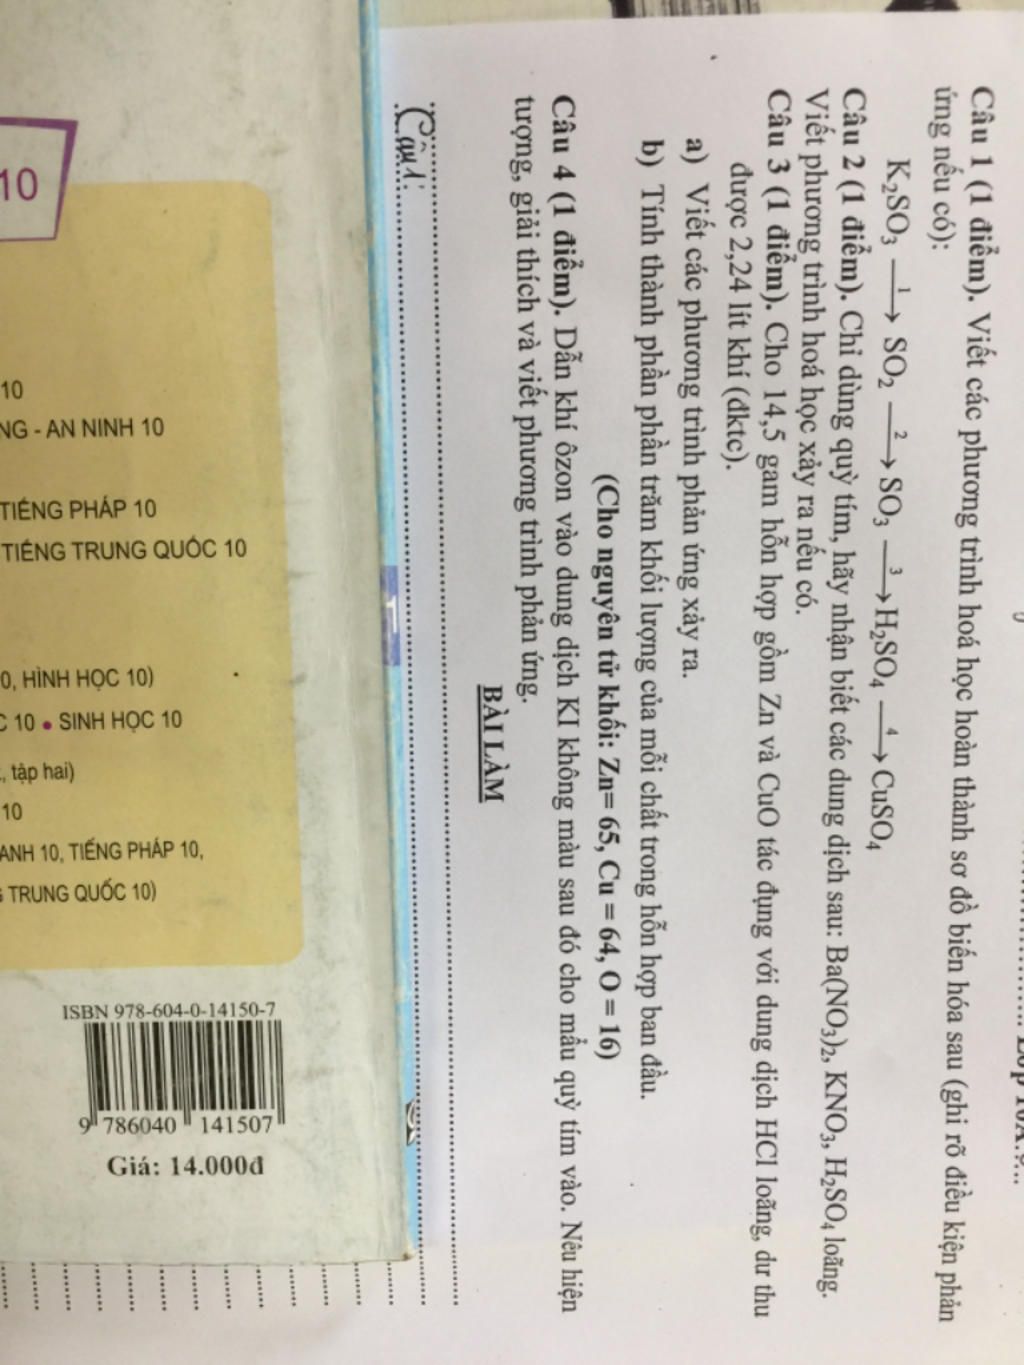 Câu 1 (1 điểm). Viết các phương trình hoá học hoàn thành sơ đồ biến hóa sau (ghi rõ điều kiện phản
ứng nếu có):
K₂SO₃ —1→ SO₂ —2→ SO₃ —3→ H₂SO₄ —4→ CuSO₄
Câu 2 (1 điểm). Chỉ dùng quỳ tím, hãy nhận biết các dung dịch sau: Ba(NO₃)₂, KNO₃, H₂SO₄ loãng.
Viết phương trình hoá học xảy ra nếu có.
Câu 3 (1 điểm). Cho 14,5 gam hỗn hợp gồm Zn và CuO tác dụng với dung dịch HCl loãng, dư thu
được 2,24 lít khí (đktc).
a) Viết các phương trình phản ứng xảy ra.
b) Tính thành phần phần trăm khối lượng của mỗi chất trong hỗn hợp ban đầu.
(Cho nguyên tử khối: Zn= 65, Cu = 64, O = 16)
Câu 4 (1 điểm). Dẫn khí ôzon vào dung dịch KI không màu sau đó cho mẩu quỳ tím vào. Nêu hiện
tượng, giải thích và viết phương trình phản ứng.
BÀI LÀM
Câu 1:
10
10
NG - AN NINH 10
TIẾNG PHÁP 10
TIẾNG TRUNG QUỐC 10
0, HÌNH HỌC 10)
C 10 • SINH HỌC 10
, tập hai)
10
ANH 10, TIẾNG PHÁP 10,
TRUNG QUỐC 10)
ISBN 978-604-0-14150-7
9 786040 141507
Giá: 14.000đ